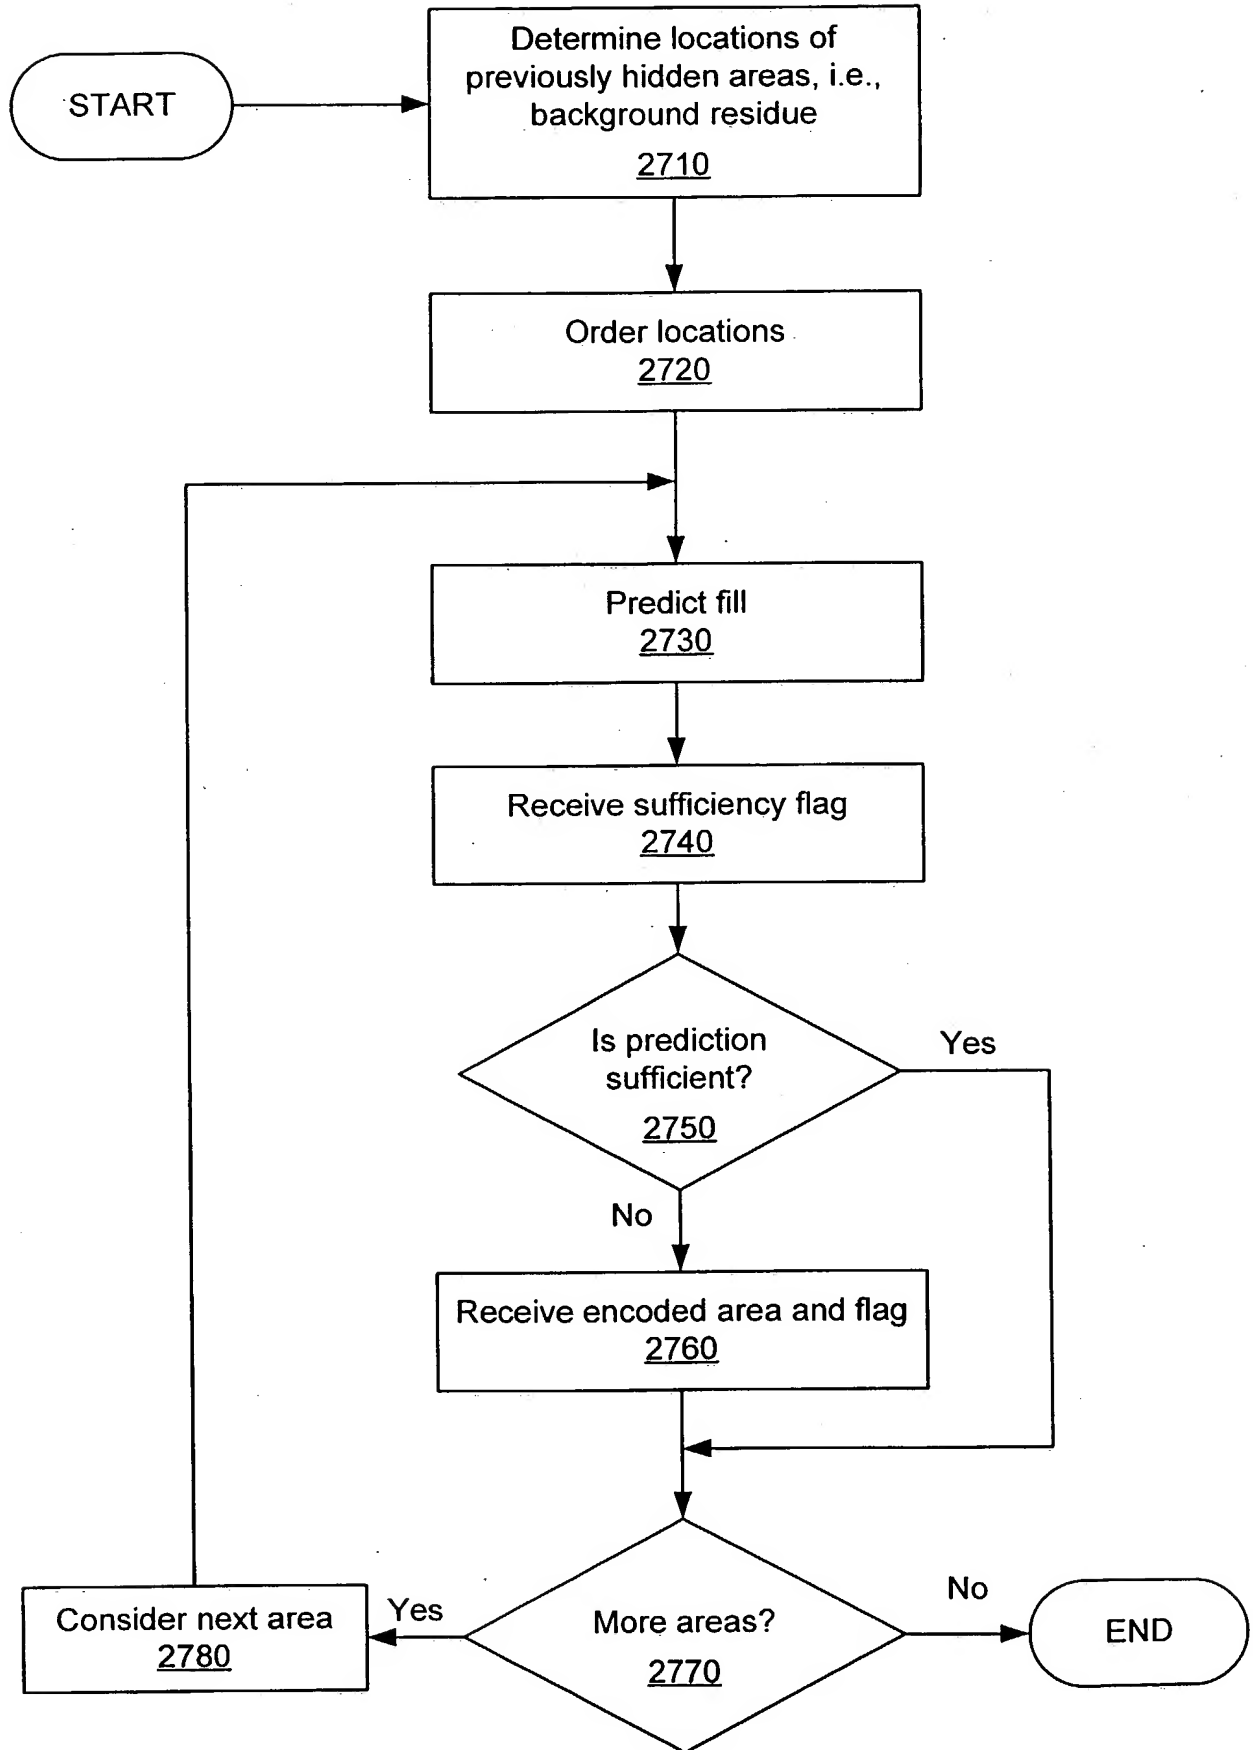 START
Determine locations of
previously hidden areas, i.e.,
background residue
2710
Order locations
2720
Predict fill
2730
Receive sufficiency flag
2740
Is prediction
sufficient?
2750
Yes
No
Receive encoded area and flag
2760
More areas?
2770
Yes
Consider next area
2780
No
END